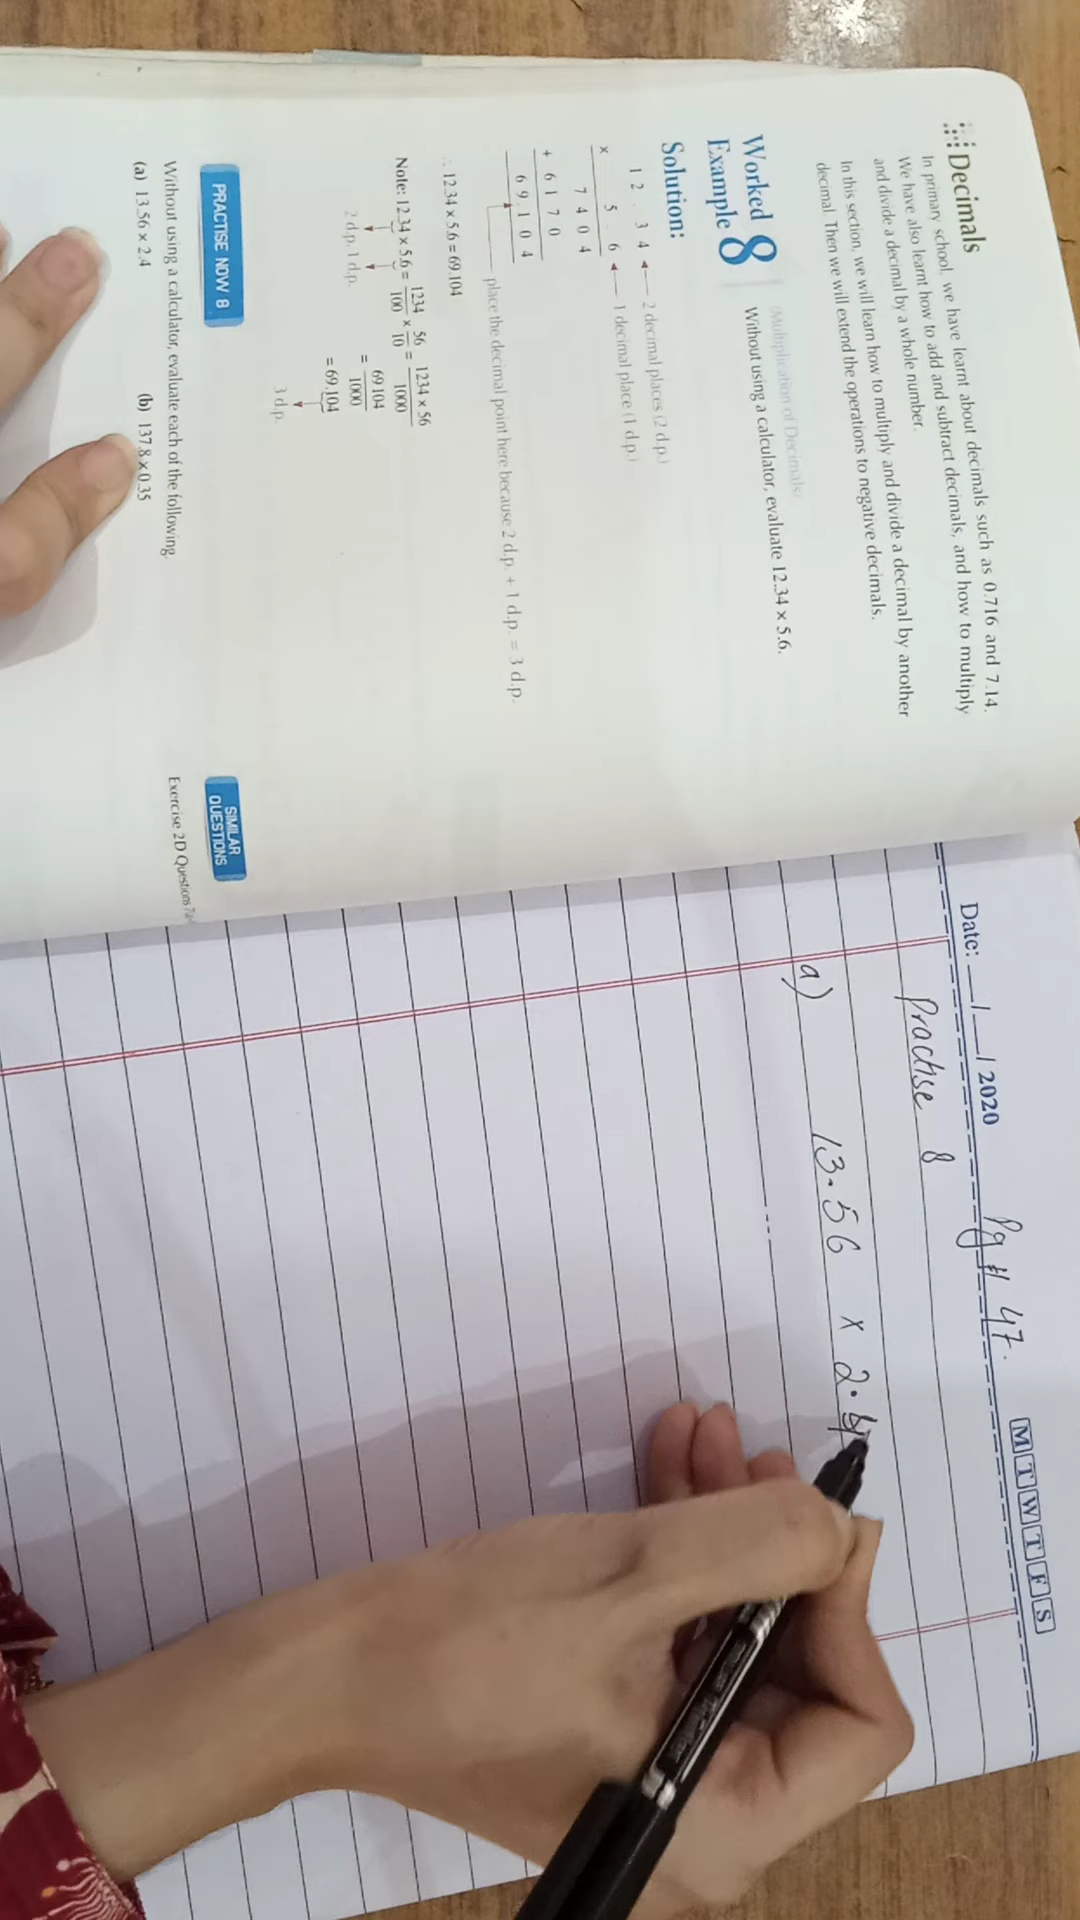 Decimals
In primary school, we have learnt about decimals such as 0.716 and 7.14.
We have also learnt how to add and subtract decimals, and how to multiply
and divide a decimal by a whole number.
In this section, we will learn how to multiply and divide a decimal by another
decimal. Then we will extend the operations to negative decimals.
Worked
Example 8
(Multiplication of Decimals)
Without using a calculator, evaluate 12.34 × 5.6.
Solution:
1 2 . 3 4 ← 2 decimal places (2 d.p.)
× 5 . 6 ← 1 decimal place (1 d.p.)
7 4 0 4
+ 6 1 7 0
6 9 . 1 0 4
place the decimal point here because 2 d.p. + 1 d.p. = 3 d.p.
∴ 12.34 × 5.6 = 69.104
Note: 12.34 × 5.6 = 1234/100 × 56/10 = 1234 × 56/1000
2 d.p. 1 d.p.
= 69 104/1000
= 69.104
3 d.p.
PRACTISE NOW 8
SIMILAR
QUESTIONS
Without using a calculator, evaluate each of the following.
(a) 13.56 × 2.4 (b) 137.8 × 0.35
Exercise 2D Questions
M T W T F S
Date: __/__/2020 Pg # 47.
Practise 8
a) 13.56 x 2.4